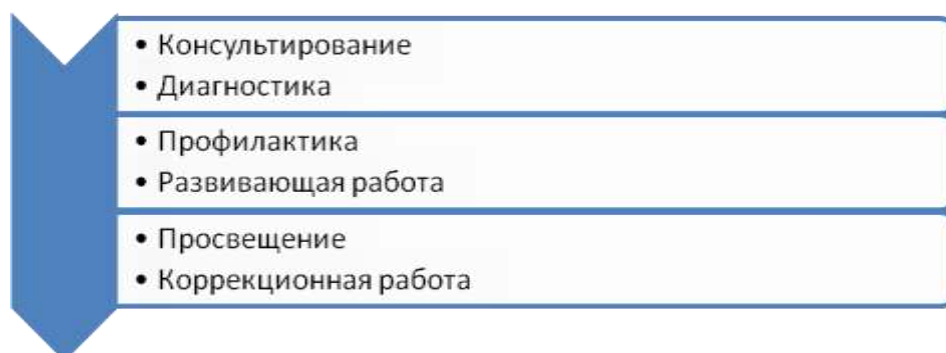 • Консультирование
• Диагностика
• Профилактика
• Развивающая работа
• Просвещение
• Коррекционная работа